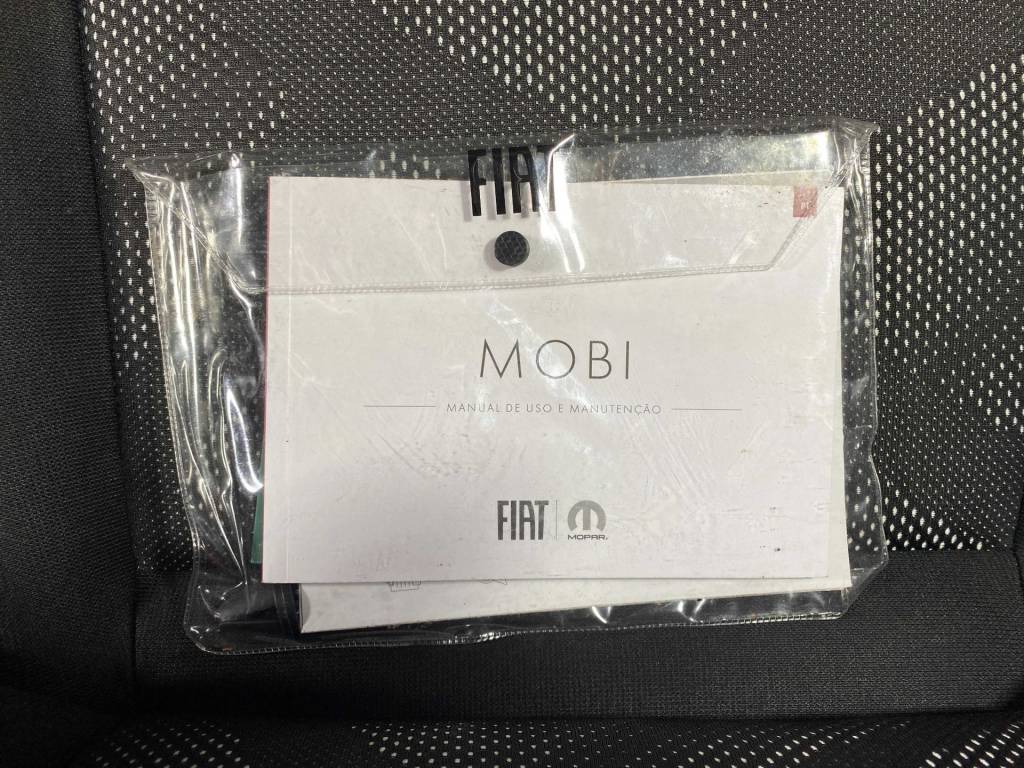 FIAT
MOBI
MANUAL DE USO E MANUTENÇÃO
FIAT
MOPAR